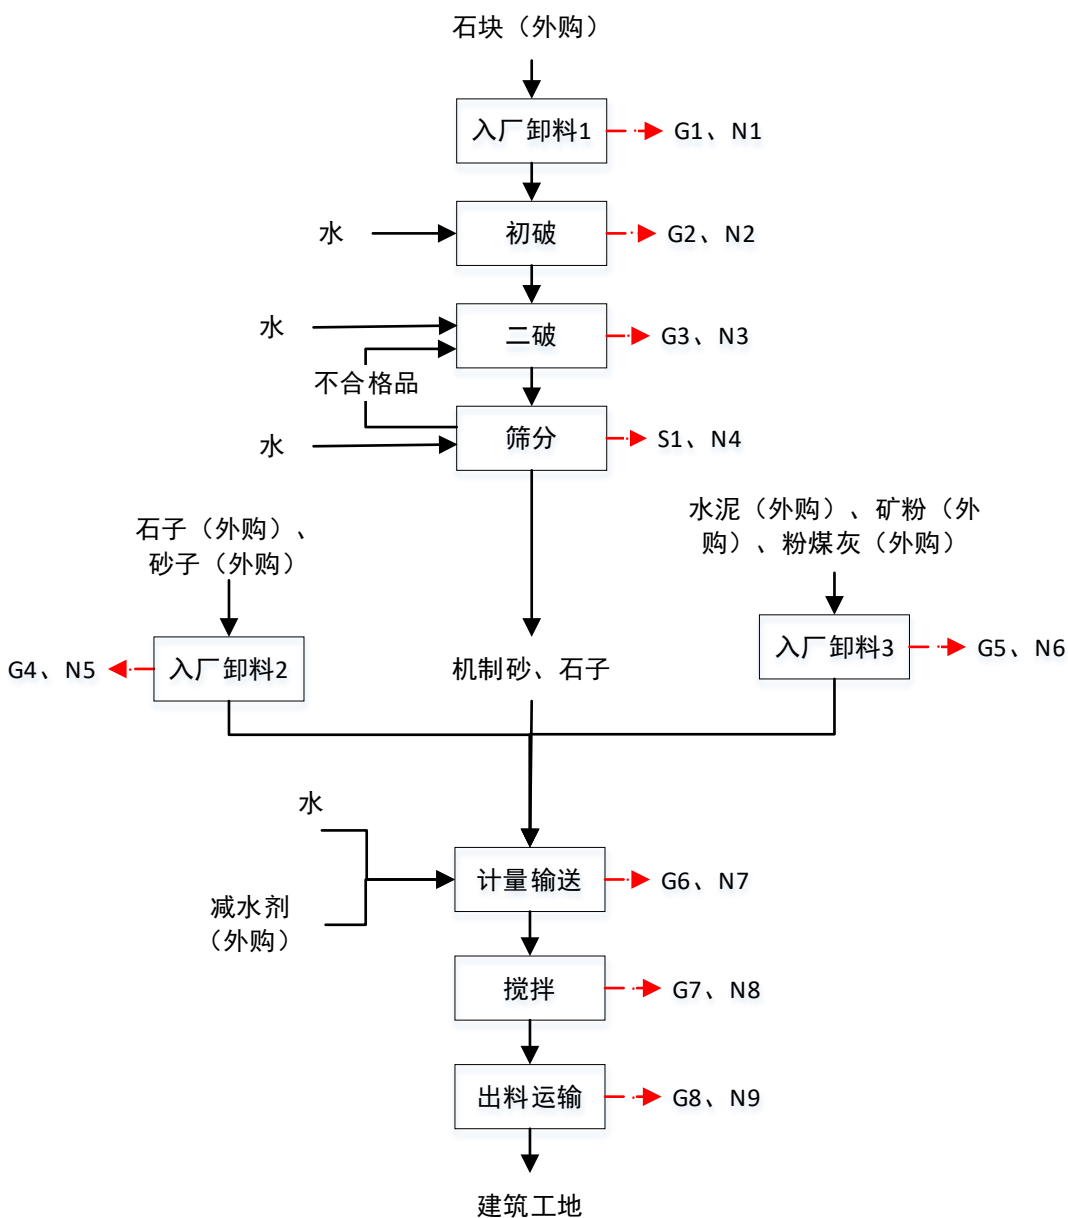 石块（外购）
入厂卸料1
G1、N1
水
初破
G2、N2
水
二破
G3、N3
不合格品
水
筛分
S1、N4
石子（外购）、
砂子（外购）
水泥（外购）、矿粉（外
购）、粉煤灰（外购）
G4、N5
入厂卸料2
机制砂、石子
入厂卸料3
G5、N6
水
减水剂
（外购）
计量输送
G6、N7
搅拌
G7、N8
出料运输
G8、N9
建筑工地